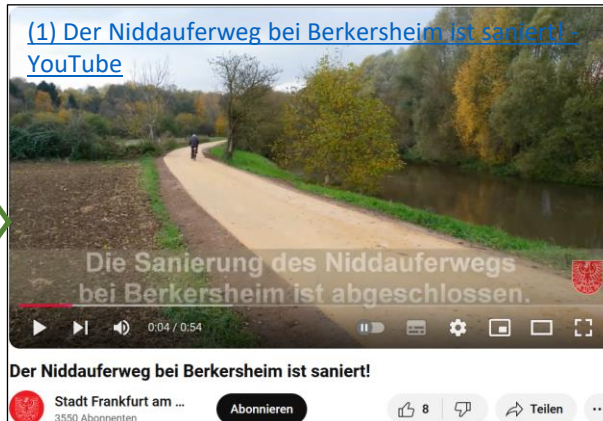 (1) Der Niddauferweg bei Berkersheim ist saniert! -
YouTube
Die Sanierung des Niddauferwegs
bei Berkersheim ist abgeschlossen.
0:04 / 0:54
Der Niddauferweg bei Berkersheim ist saniert!
Stadt Frankfurt am ...
3550 Abonnenten
Abonnieren
8
Teilen